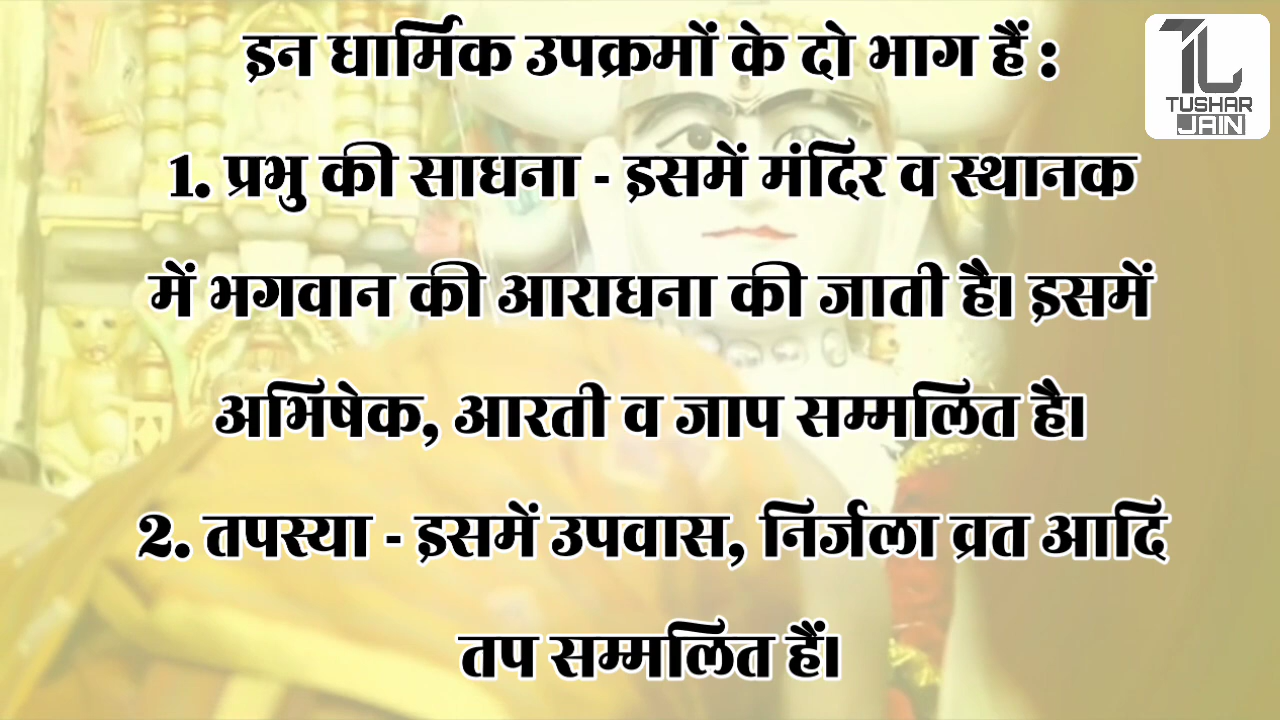 इन धार्मिक उपक्रमों के दो भाग हैं :
TUSHAR
JAIN
1. प्रभु की साधना - इसमें मंदिर व स्थानक
में भगवान की आराधना की जाती है। इसमें
अभिषेक, आरती व जाप सम्मलित है।
2. तपस्या - इसमें उपवास, निर्जला व्रत आदि
तप सम्मलित हैं।